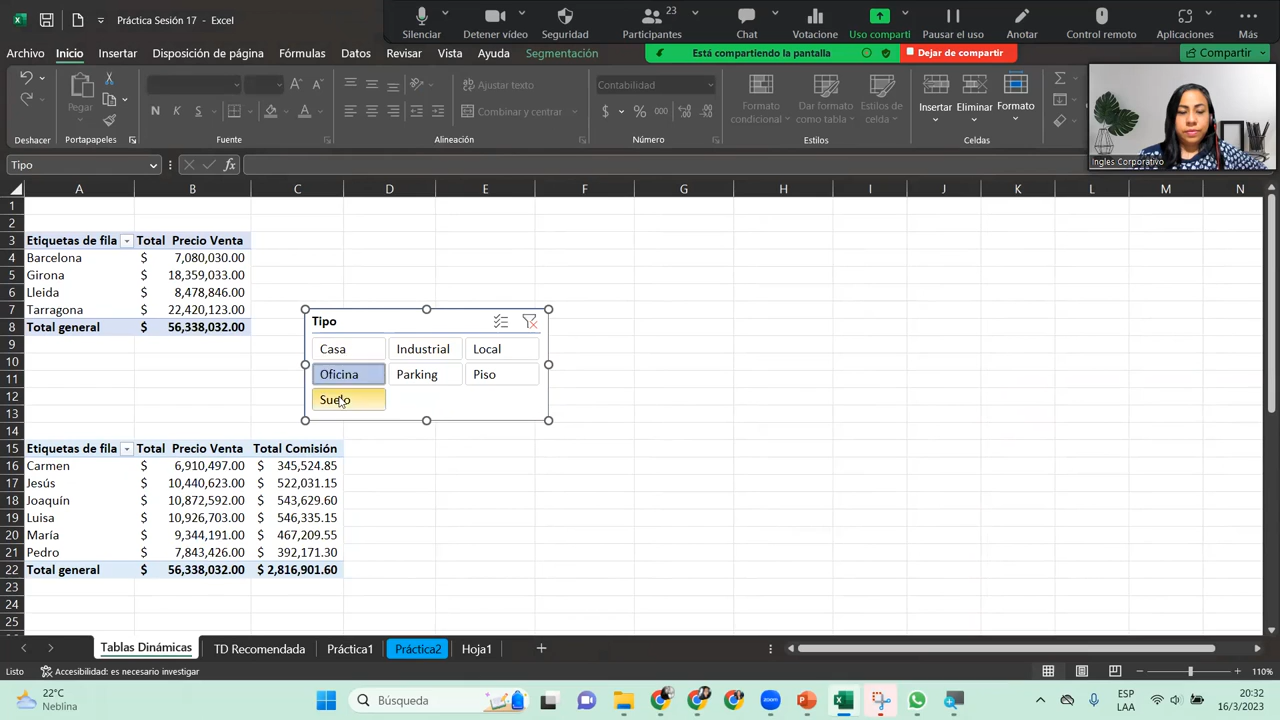 Práctica Sesión 17 - Excel
Silenciar
Detener vídeo
Seguridad
23
Participantes
Chat
Votacione
Uso comparti
Pausar el uso
Anotar
Control remoto
Aplicaciones
Más
Archivo Inicio Insertar Disposición de página Fórmulas Datos Revisar Vista Ayuda Segmentación
Está compartiendo la pantalla
Dejar de compartir
Compartir
Pegar
Ajustar texto
Combinar y centrar
Contabilidad
$ % 000
N K S
Formato condicional
Dar formato como tabla
Estilos de celda
Insertar Eliminar Formato
Deshacer Portapapeles Fuente Alineación Número Estilos Celdas
Ingles Corporativo
Tipo
fx
A B C D E F G H I J K L M N
1
2
3 Etiquetas de fila Total Precio Venta
4 Barcelona $ 7,080,030.00
5 Girona $ 18,359,033.00
6 Lleida $ 8,478,846.00
7 Tarragona $ 22,420,123.00
8 Total general $ 56,338,032.00
9
10
11
12
13
14
Tipo
Casa Industrial Local
Oficina Parking Piso
Suelo
15 Etiquetas de fila Total Precio Venta Total Comisión
16 Carmen $ 6,910,497.00 $ 345,524.85
17 Jesús $ 10,440,623.00 $ 522,031.15
18 Joaquín $ 10,872,592.00 $ 543,629.60
19 Luisa $ 10,926,703.00 $ 546,335.15
20 María $ 9,344,191.00 $ 467,209.55
21 Pedro $ 7,843,426.00 $ 392,171.30
22 Total general $ 56,338,032.00 $ 2,816,901.60
23
24
25
Tablas Dinámicas TD Recomendada Práctica1 Práctica2 Hoja1
Listo Accesibilidad: es necesario investigar
110%
22°C
Neblina
Búsqueda
ESP
LAA
20:32
16/3/2023